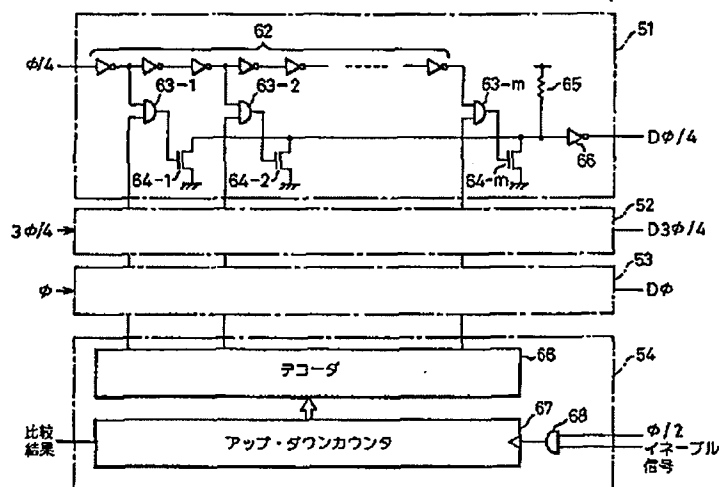 62
51
φ/4
63-1
63-2
63-m
65
64-1
64-2
64-m
66
Dφ/4
52
3φ/4
D3φ/4
53
φ
Dφ
66
54
デコーダ
67
68
比較
結果
アップ・ダウンカウンタ
φ/2
イネーブル
信号